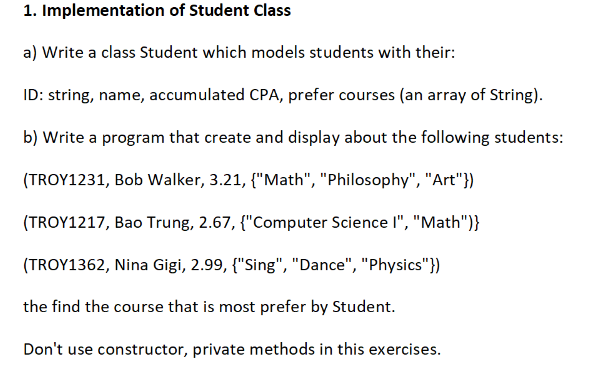 1. Implementation of Student Class
a) Write a class Student which models students with their:
ID: string, name, accumulated CPA, prefer courses (an array of String).
b) Write a program that create and display about the following students:
(TROY1231, Bob Walker, 3.21, {"Math", "Philosophy", "Art"})
(TROY1217, Bao Trung, 2.67, {"Computer Science I", "Math")}
(TROY1362, Nina Gigi, 2.99, {"Sing", "Dance", "Physics"})
the find the course that is most prefer by Student.
Don't use constructor, private methods in this exercises.